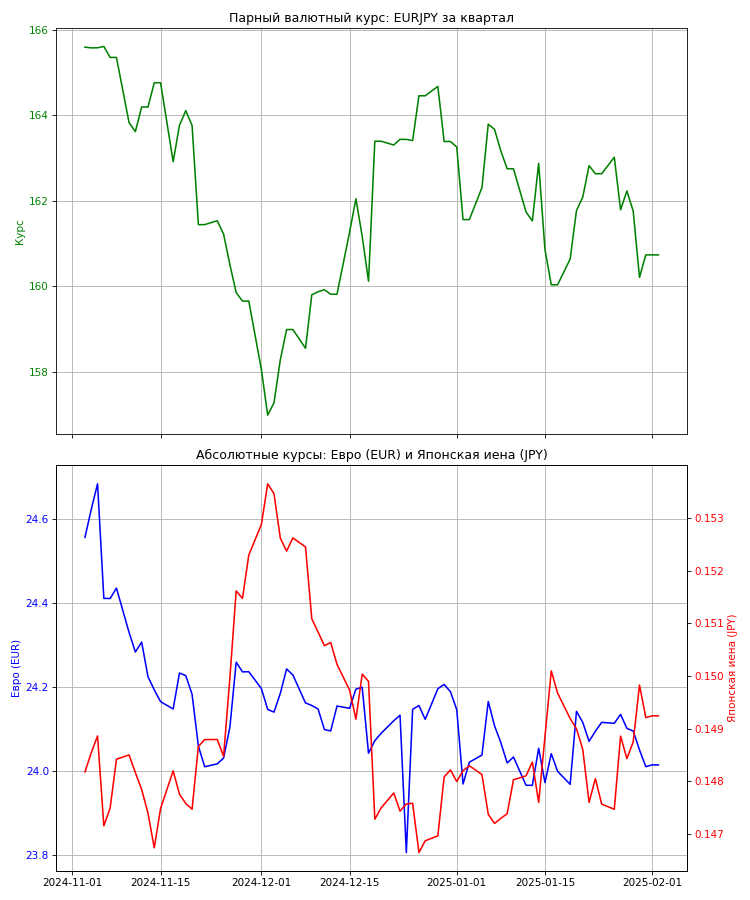 Парный валютный курс: EURJPY за квартал
166
164
162
160
158
Курс
Абсолютные курсы: Евро (EUR) и Японская иена (JPY)
24.6
24.4
24.2
24.0
23.8
Евро (EUR)
0.153
0.152
0.151
0.150
0.149
0.148
0.147
Японская иена (JPY)
2024-11-01 2024-11-15 2024-12-01 2024-12-15 2025-01-01 2025-01-15 2025-02-01